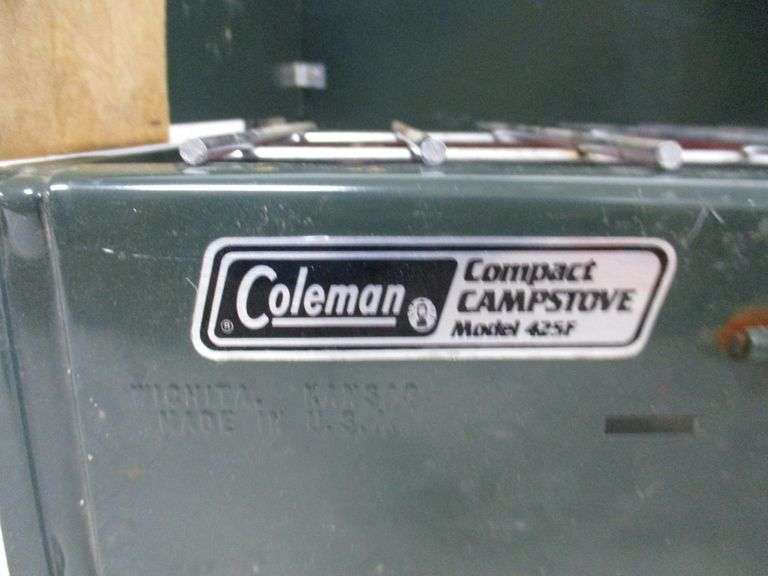 Coleman
®
Compact
CAMPSTOVE
Model 425F
WICHITA, KANSAS
MADE IN U.S.A.